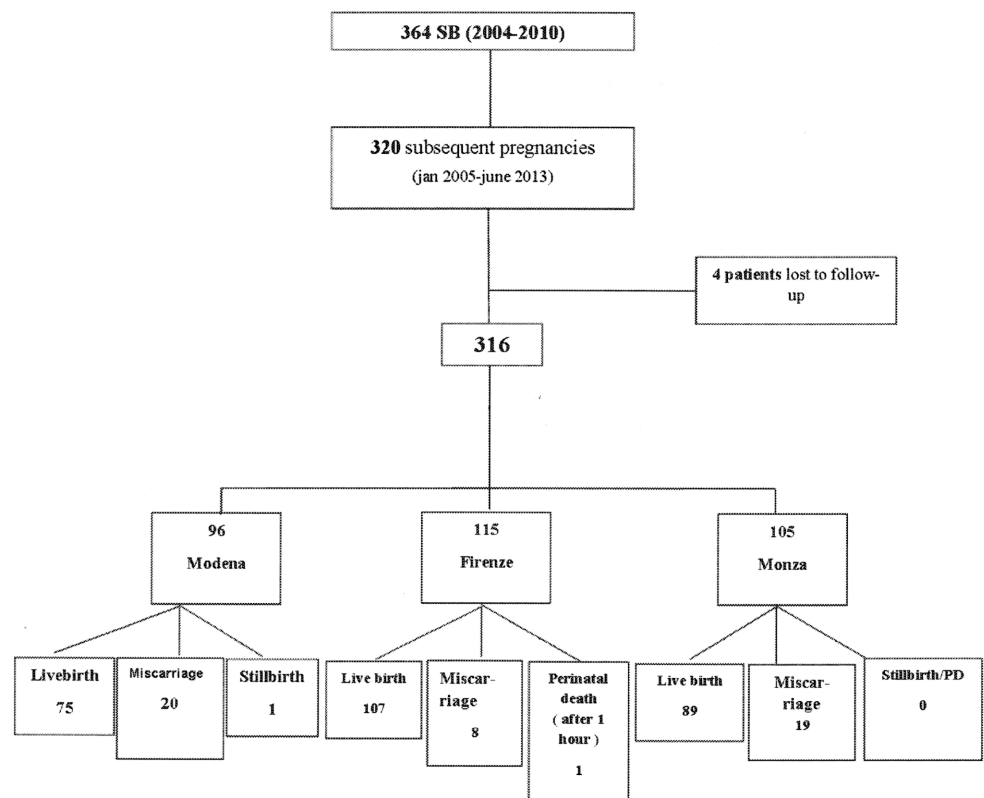 364 SB (2004-2010)
320 subsequent pregnancies
(jan 2005-june 2013)
4 patients lost to follow-
up
316
96
Modena
115
Firenze
105
Monza
Livebirth
75
Miscarriage
20
Stillbirth
1
Live birth
107
Miscar-
riage
8
Perinatal
death
( after 1
hour )
1
Live birth
89
Miscar-
riage
19
Stillbirth/PD
0